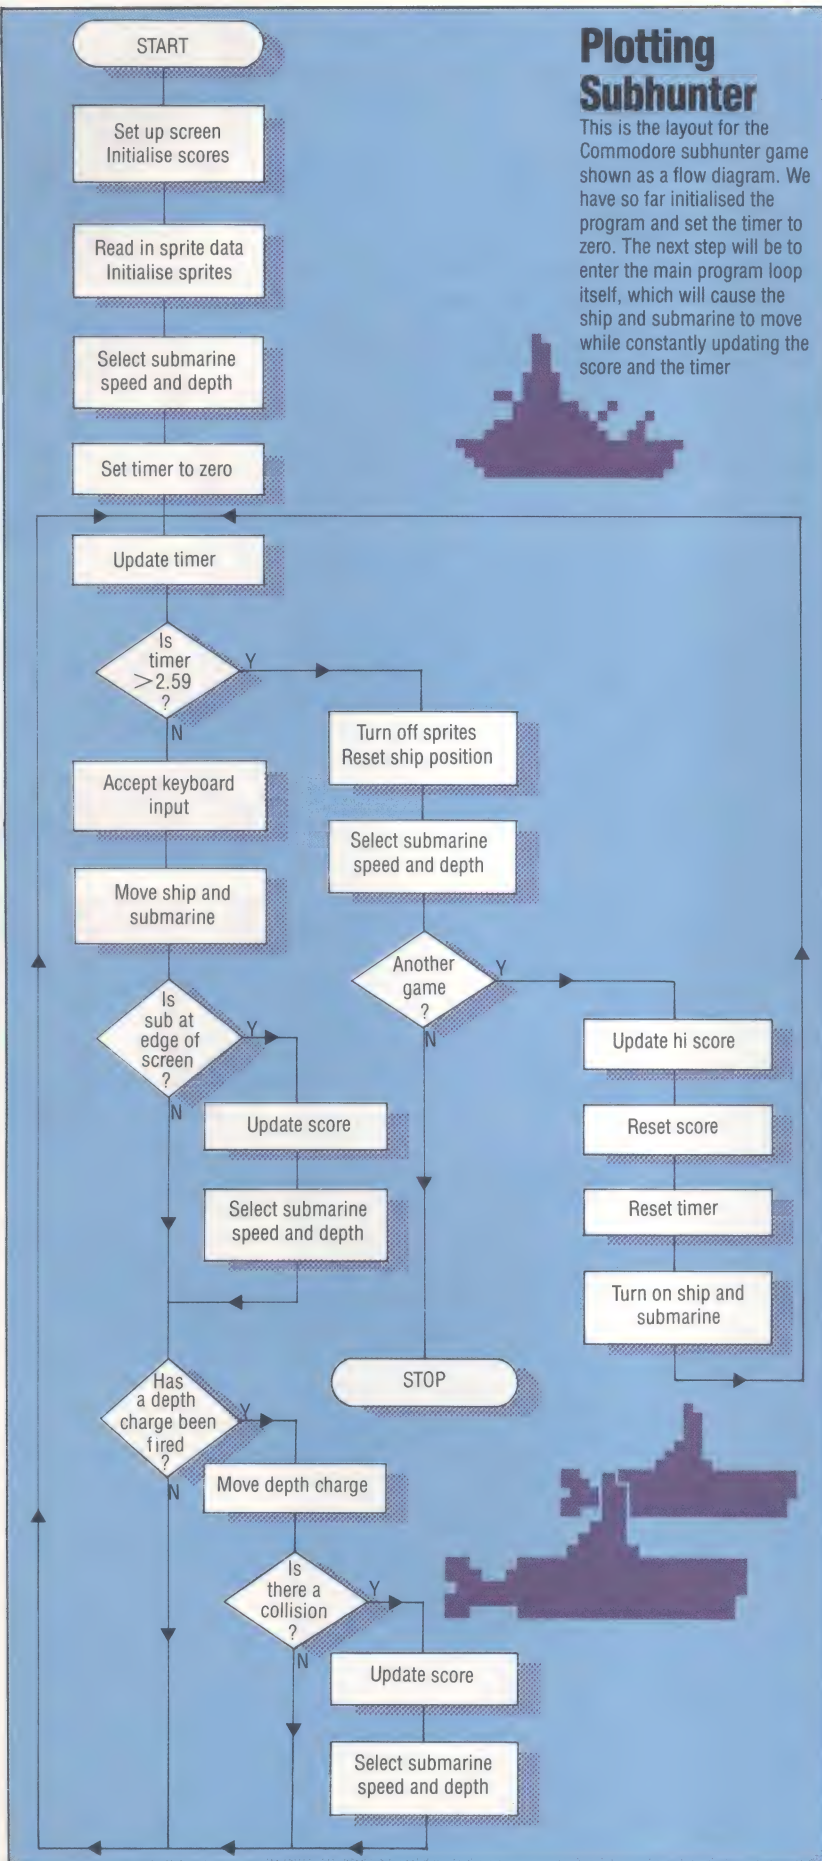 Plotting
Subhunter
This is the layout for the
Commodore subhunter game
shown as a flow diagram. We
have so far initialised the
program and set the timer to
zero. The next step will be to
enter the main program loop
itself, which will cause the
ship and submarine to move
while constantly updating the
score and the timer
START
Set up screen
Initialise scores
Read in sprite data
Initialise sprites
Select submarine
speed and depth
Set timer to zero
Update timer
Is
timer
>2.59
?
Y
N
Turn off sprites
Reset ship position
Accept keyboard
input
Select submarine
speed and depth
Move ship and
submarine
Another
game
?
Y
N
Is
sub at
edge of
screen
?
Y
N
Update hi score
Update score
Reset score
Select submarine
speed and depth
Reset timer
Turn on ship and
submarine
STOP
Has
a depth
charge been
fired
?
Y
N
Move depth charge
Is
there a
collision
?
Y
N
Update score
Select submarine
speed and depth